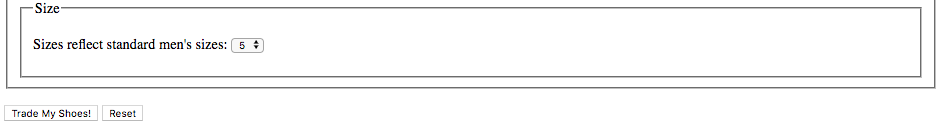 Size
Sizes reflect standard men's sizes: 5
Trade My Shoes! Reset